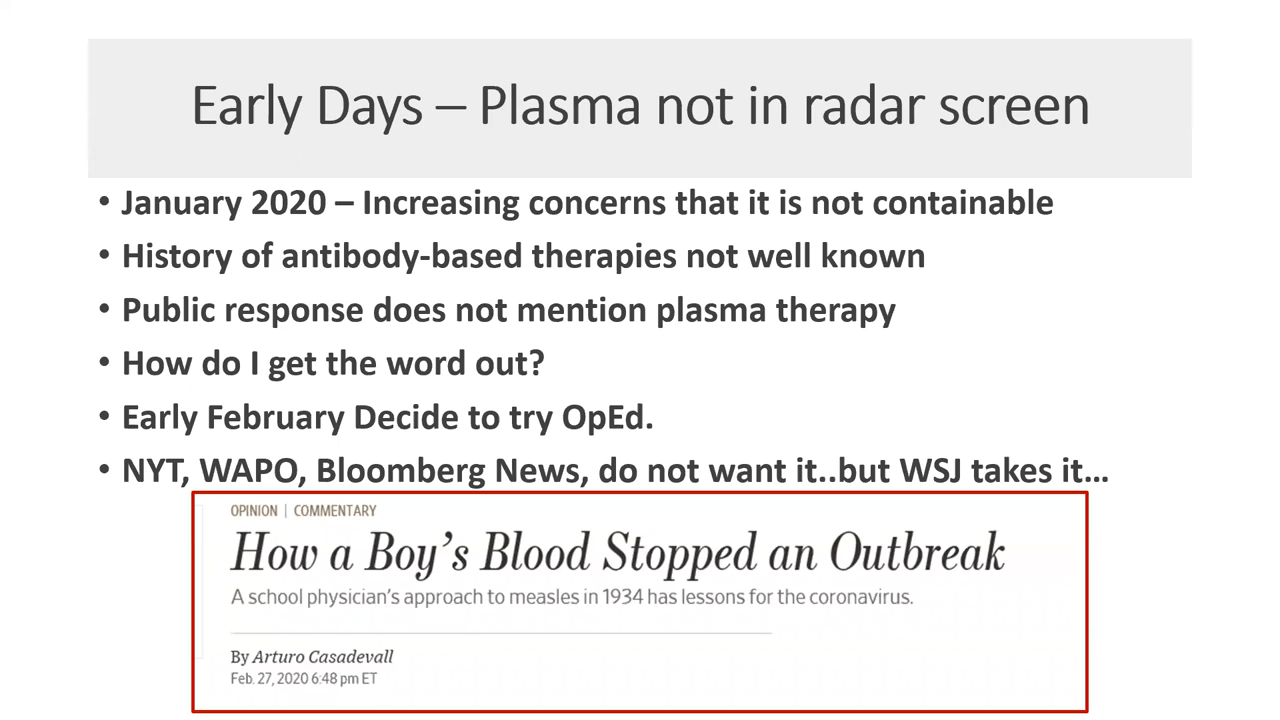 Early Days – Plasma not in radar screen
• January 2020 – Increasing concerns that it is not containable
• History of antibody-based therapies not well known
• Public response does not mention plasma therapy
• How do I get the word out?
• Early February Decide to try OpEd.
• NYT, WAPO, Bloomberg News, do not want it..but WSJ takes it…
OPINION | COMMENTARY
How a Boy’s Blood Stopped an Outbreak
A school physician’s approach to measles in 1934 has lessons for the coronavirus.
By Arturo Casadevall
Feb. 27, 2020 6:48 pm ET